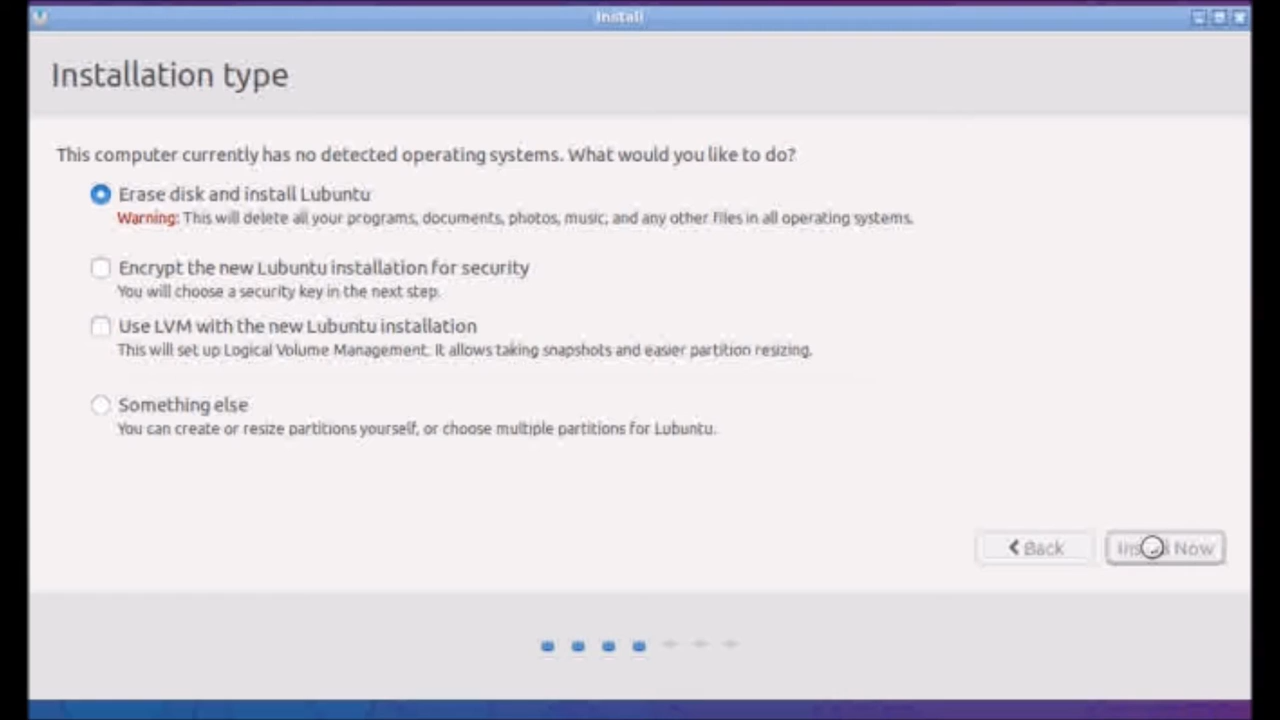 Install
Installation type
This computer currently has no detected operating systems. What would you like to do?
Erase disk and install Lubuntu
Warning: This will delete all your programs, documents, photos, music, and any other files in all operating systems.
Encrypt the new Lubuntu installation for security
You will choose a security key in the next step.
Use LVM with the new Lubuntu installation
This will set up Logical Volume Management. It allows taking snapshots and easier partition resizing.
Something else
You can create or resize partitions yourself, or choose multiple partitions for Lubuntu.
Back
Install Now